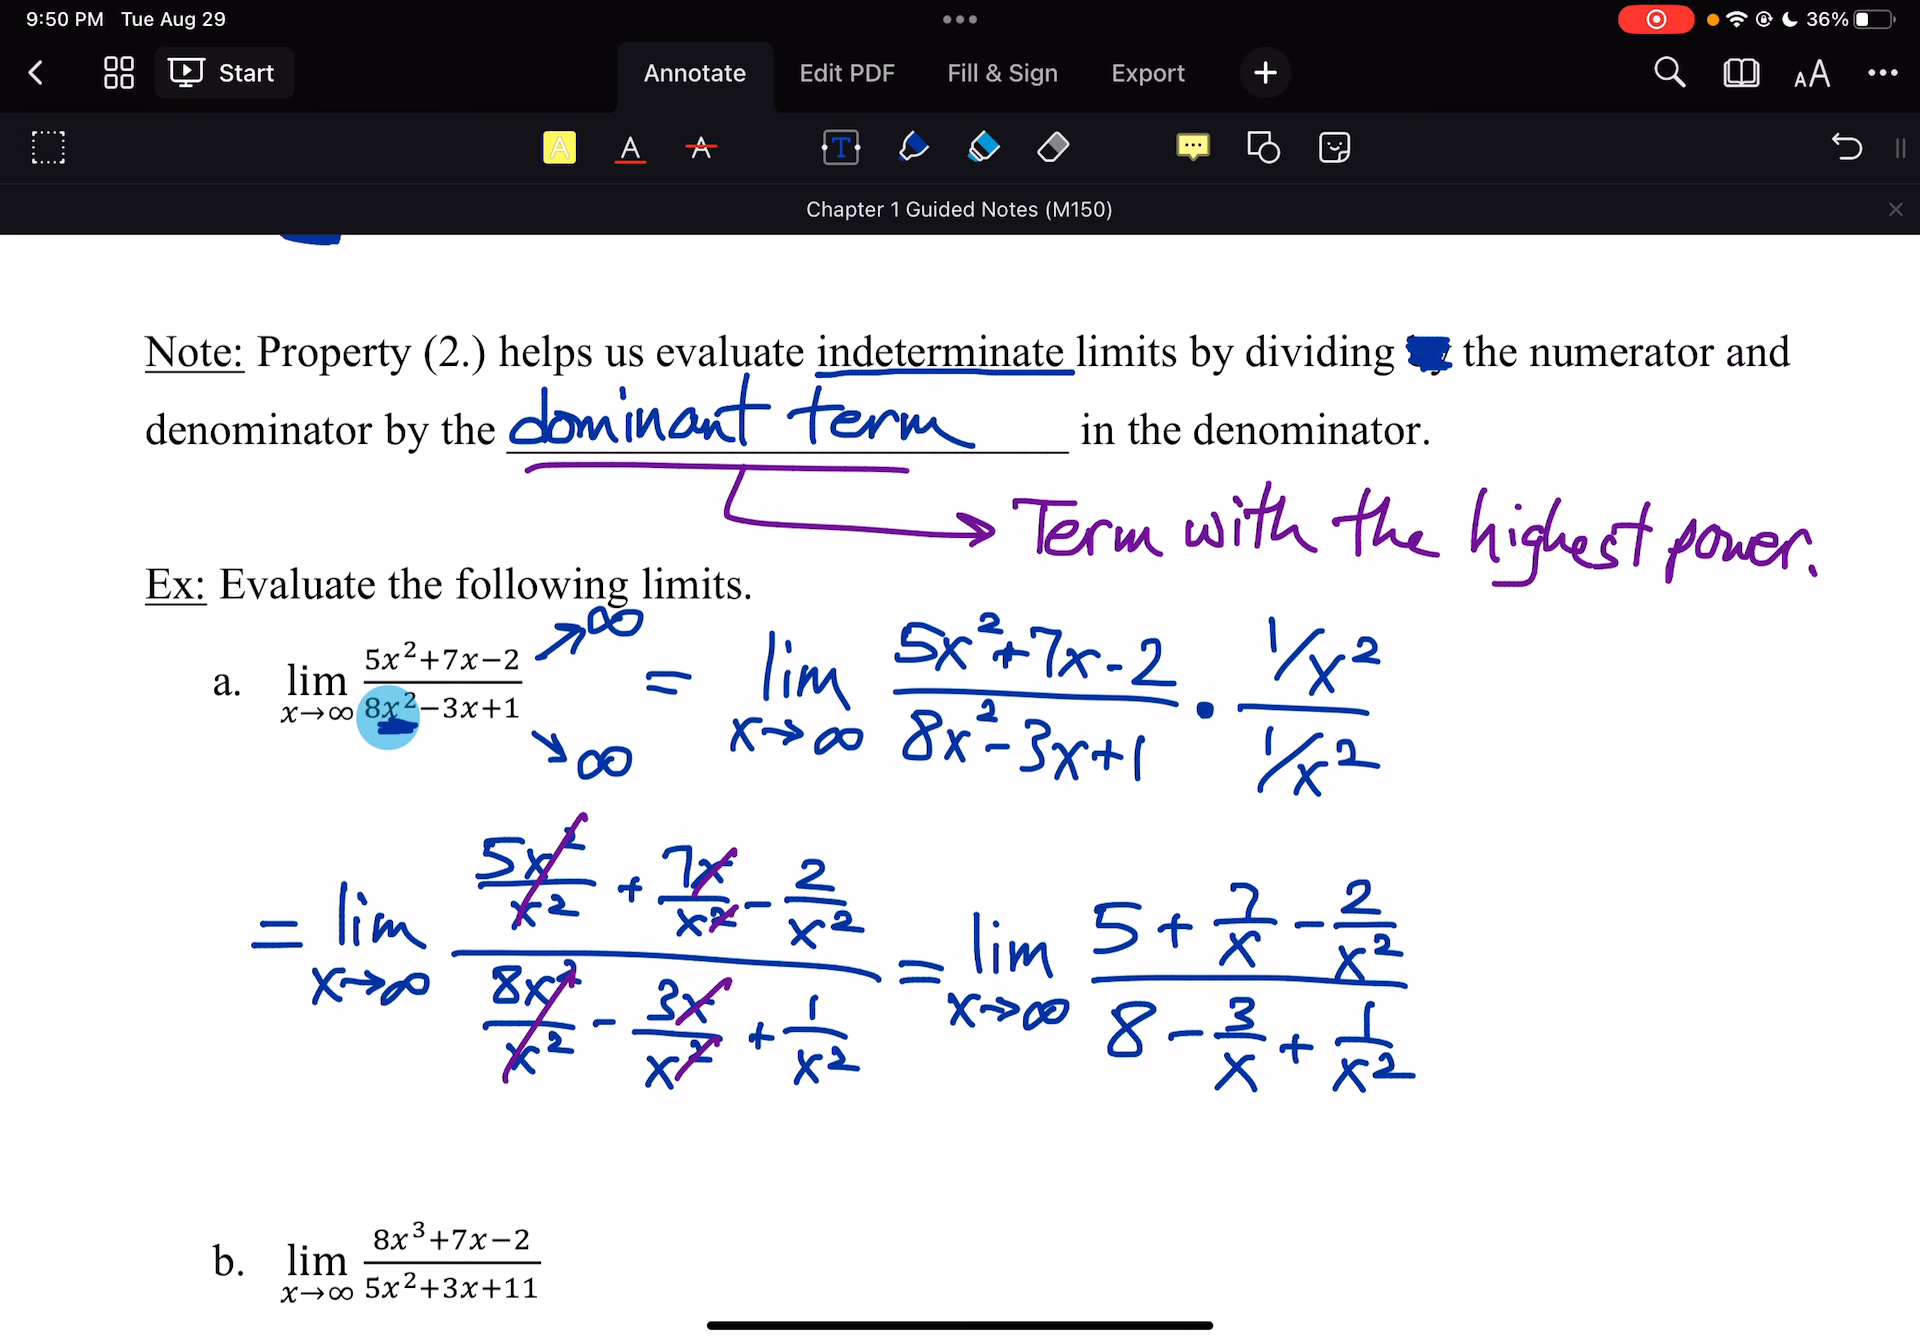 9:50 PM Tue Aug 29
36%
Start
Annotate
Edit PDF
Fill & Sign
Export
AA
Chapter 1 Guided Notes (M150)
Note: Property (2.) helps us evaluate indeterminate limits by dividing the numerator and
denominator by the dominant term in the denominator.
→ Term with the highest power.
Ex: Evaluate the following limits.
a. lim x→∞ (5x²+7x−2)/(8x²−3x+1) ↗∞ ↘∞ = lim x→∞ (5x²+7x-2)/(8x²-3x+1) · (1/x²)/(1/x²)
= lim x→∞ (5x²/x² + 7x/x² - 2/x²)/(8x²/x² - 3x/x² + 1/x²) = lim x→∞ (5 + 7/x - 2/x²)/(8 - 3/x + 1/x²)
b. lim x→∞ (8x³+7x−2)/(5x²+3x+11)